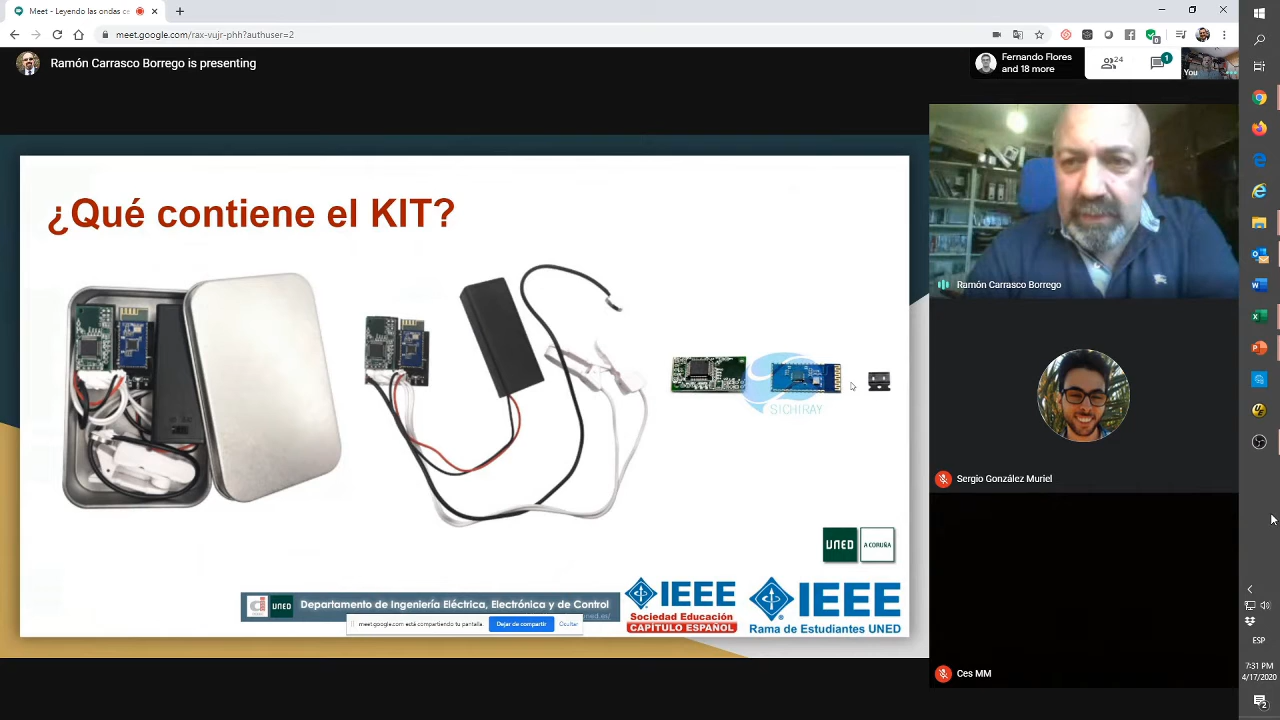 Meet - Leyendo las ondas ce
meet.google.com/rax-vujr-phh?authuser=2
Ramón Carrasco Borrego is presenting
Fernando Flores
and 18 more
24
1
You
¿Qué contiene el KIT?
SICHIRAY
UNED
A CORUÑA
UNED
Departamento de Ingeniería Eléctrica, Electrónica y de Control
meet.google.com está compartiendo tu pantalla.
Dejar de compartir
Ocultar
IEEE
Sociedad Educación
CAPÍTULO ESPAÑOL
IEEE
Rama de Estudiantes UNED
Ramón Carrasco Borrego
Sergio González Muriel
Ces MM
ESP
7:31 PM
4/17/2020